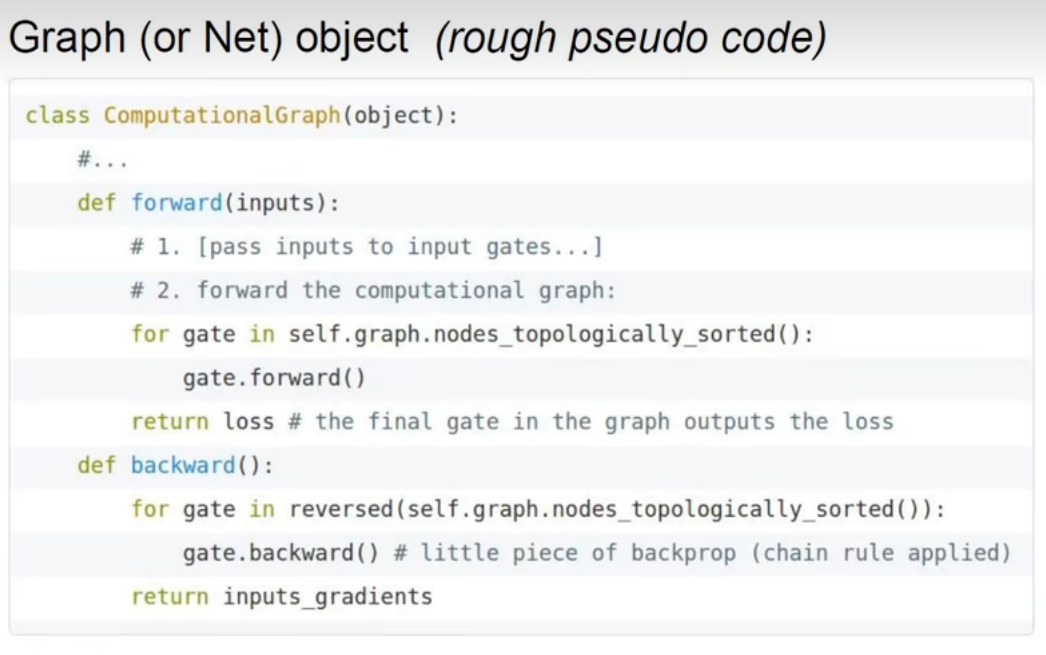 Graph (or Net) object (rough pseudo code)
class ComputationalGraph(object):
    #...
    def forward(inputs):
        # 1. [pass inputs to input gates...]
        # 2. forward the computational graph:
        for gate in self.graph.nodes_topologically_sorted():
            gate.forward()
        return loss # the final gate in the graph outputs the loss
    def backward():
        for gate in reversed(self.graph.nodes_topologically_sorted()):
            gate.backward() # little piece of backprop (chain rule applied)
        return inputs_gradients